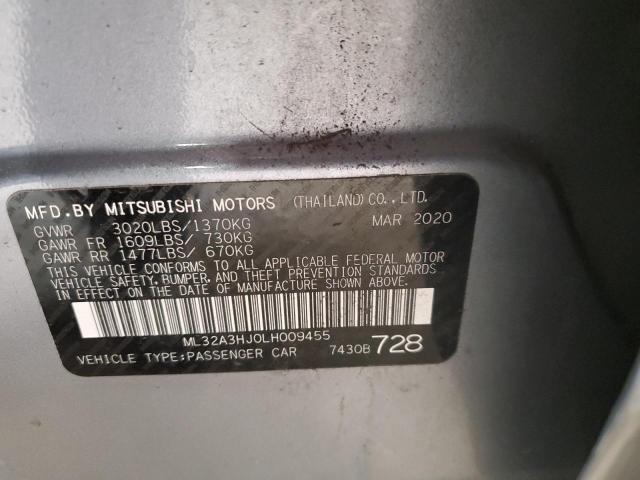 MFD.BY MITSUBISHI MOTORS (THAILAND) CO., LTD.
GVWR 3020LBS/1370KG MAR 2020
GAWR FR 1609LBS/ 730KG
GAWR RR 1477LBS/ 670KG
THIS VEHICLE CONFORMS TO ALL APPLICABLE FEDERAL MOTOR
VEHICLE SAFETY, BUMPER, AND THEFT PREVENTION STANDARDS
IN EFFECT ON THE DATE OF MANUFACTURE SHOWN ABOVE.
ML32A3HJ0LH009455
VEHICLE TYPE:PASSENGER CAR 7430B 728